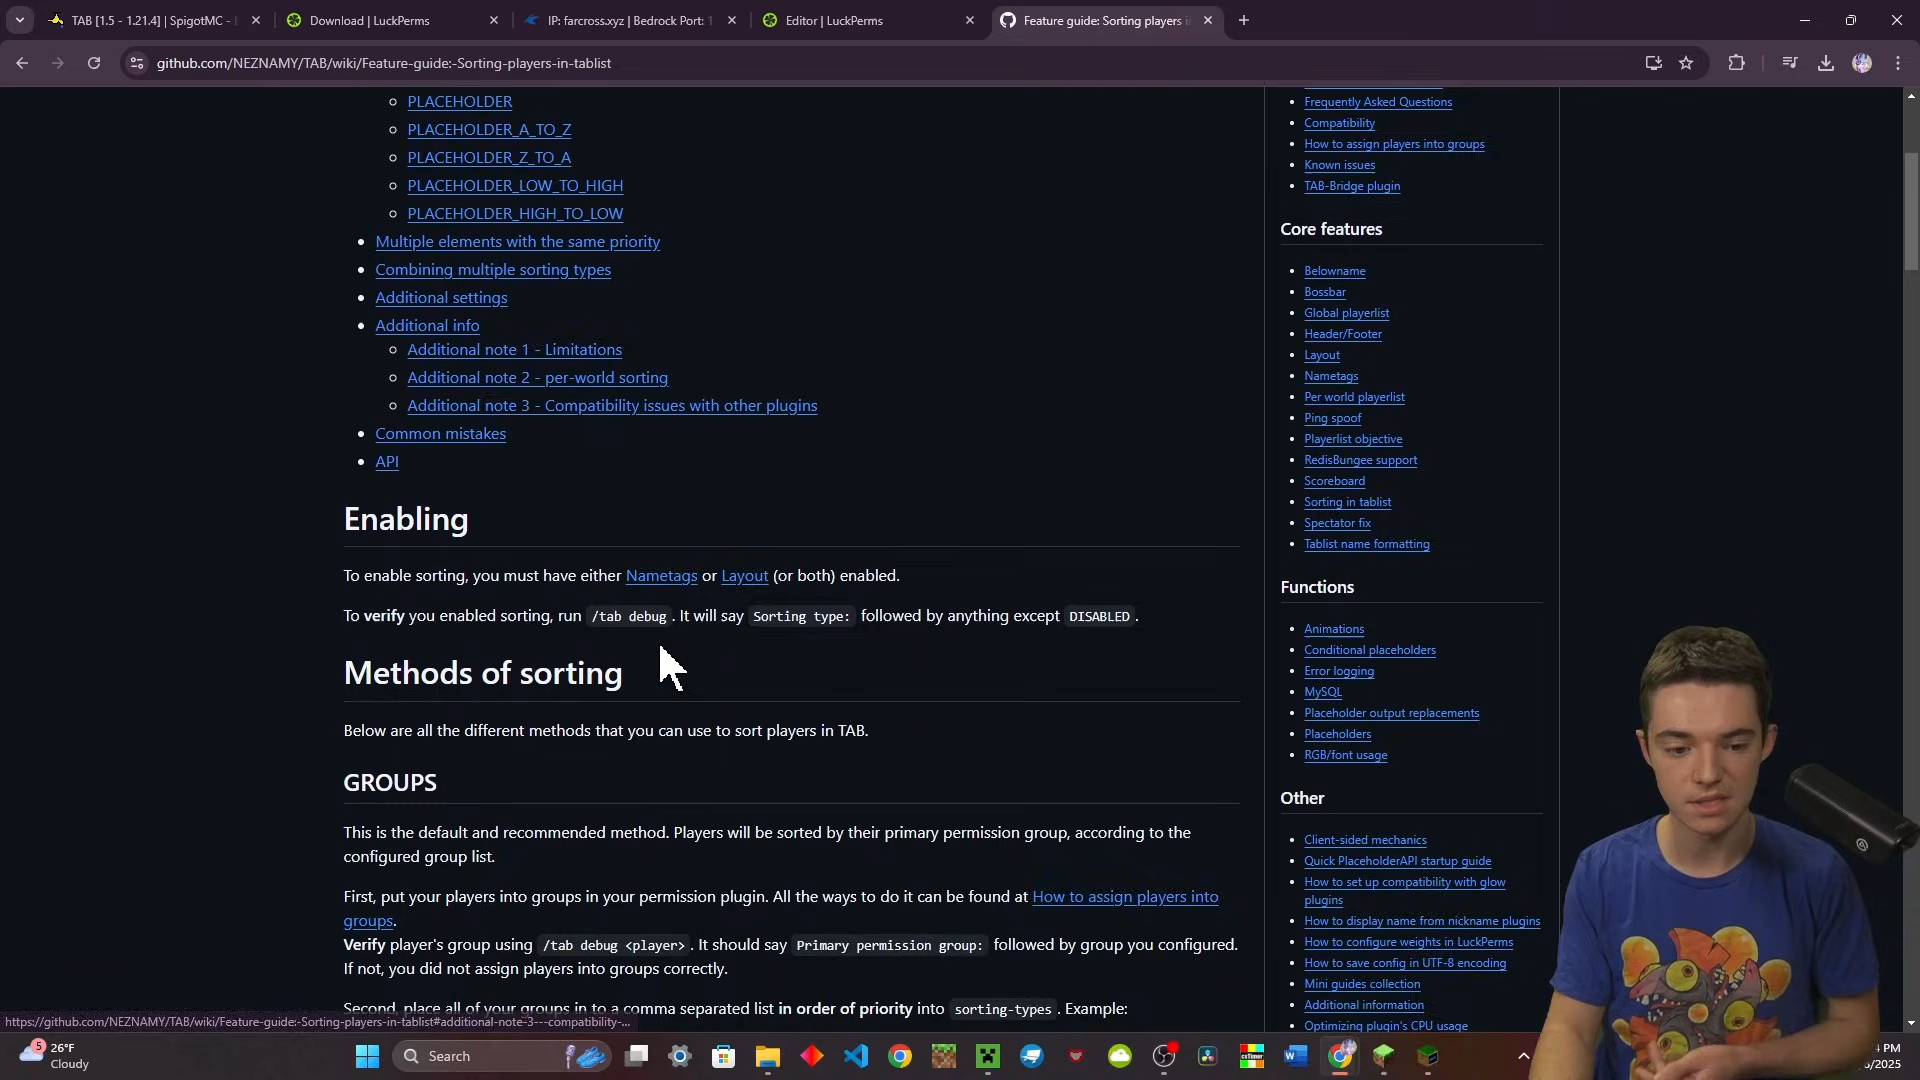 TAB [1.5 - 1.21.4] | SpigotMC -
Download | LuckPerms
IP: farcross.xyz | Bedrock Port: 1
Editor | LuckPerms
Feature guide: Sorting players i
github.com/NEZNAMY/TAB/wiki/Feature-guide:-Sorting-players-in-tablist
PLACEHOLDER
PLACEHOLDER_A_TO_Z
PLACEHOLDER_Z_TO_A
PLACEHOLDER_LOW_TO_HIGH
PLACEHOLDER_HIGH_TO_LOW
Multiple elements with the same priority
Combining multiple sorting types
Additional settings
Additional info
Additional note 1 - Limitations
Additional note 2 - per-world sorting
Additional note 3 - Compatibility issues with other plugins
Common mistakes
API
Enabling
To enable sorting, you must have either Nametags or Layout (or both) enabled.
To verify you enabled sorting, run /tab debug . It will say Sorting type: followed by anything except DISABLED .
Methods of sorting
Below are all the different methods that you can use to sort players in TAB.
GROUPS
This is the default and recommended method. Players will be sorted by their primary permission group, according to the
configured group list.
First, put your players into groups in your permission plugin. All the ways to do it can be found at How to assign players into
groups.
Verify player's group using /tab debug <player> . It should say Primary permission group: followed by group you configured.
If not, you did not assign players into groups correctly.
Second, place all of your groups in to a comma separated list in order of priority into sorting-types . Example:
Frequently Asked Questions
Compatibility
How to assign players into groups
Known issues
TAB-Bridge plugin
Core features
Belowname
Bossbar
Global playerlist
Header/Footer
Layout
Nametags
Per world playerlist
Ping spoof
Playerlist objective
RedisBungee support
Scoreboard
Sorting in tablist
Spectator fix
Tablist name formatting
Functions
Animations
Conditional placeholders
Error logging
MySQL
Placeholder output replacements
Placeholders
RGB/font usage
Other
Client-sided mechanics
Quick PlaceholderAPI startup guide
How to set up compatibility with glow
plugins
How to display name from nickname plugins
How to configure weights in LuckPerms
How to save config in UTF-8 encoding
Mini guides collection
Additional information
Optimizing plugin's CPU usage
https://github.com/NEZNAMY/TAB/wiki/Feature-guide:-Sorting-players-in-tablist#additional-note-3---compatibility-...
5
26°F
Cloudy
Search
csTimer
PM
/2025